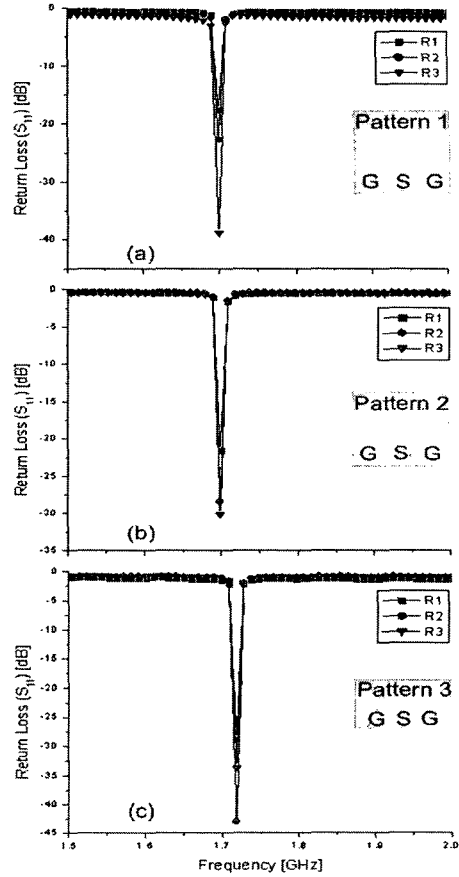 0
-10
-20
-30
-40
Return Loss (S11) [dB]
R1
R2
R3
Pattern 1
G S G
(a)
0
-5
-10
-15
-20
-25
-30
-35
Return Loss (S11) [dB]
R1
R2
R3
Pattern 2
G S G
(b)
0
-5
-10
-15
-20
-25
-30
-35
-40
-45
Return Loss (S11) [dB]
R1
R2
R3
Pattern 3
G S G
(c)
1.5 1.6 1.7 1.8 1.9 2.0
Frequency [GHz]